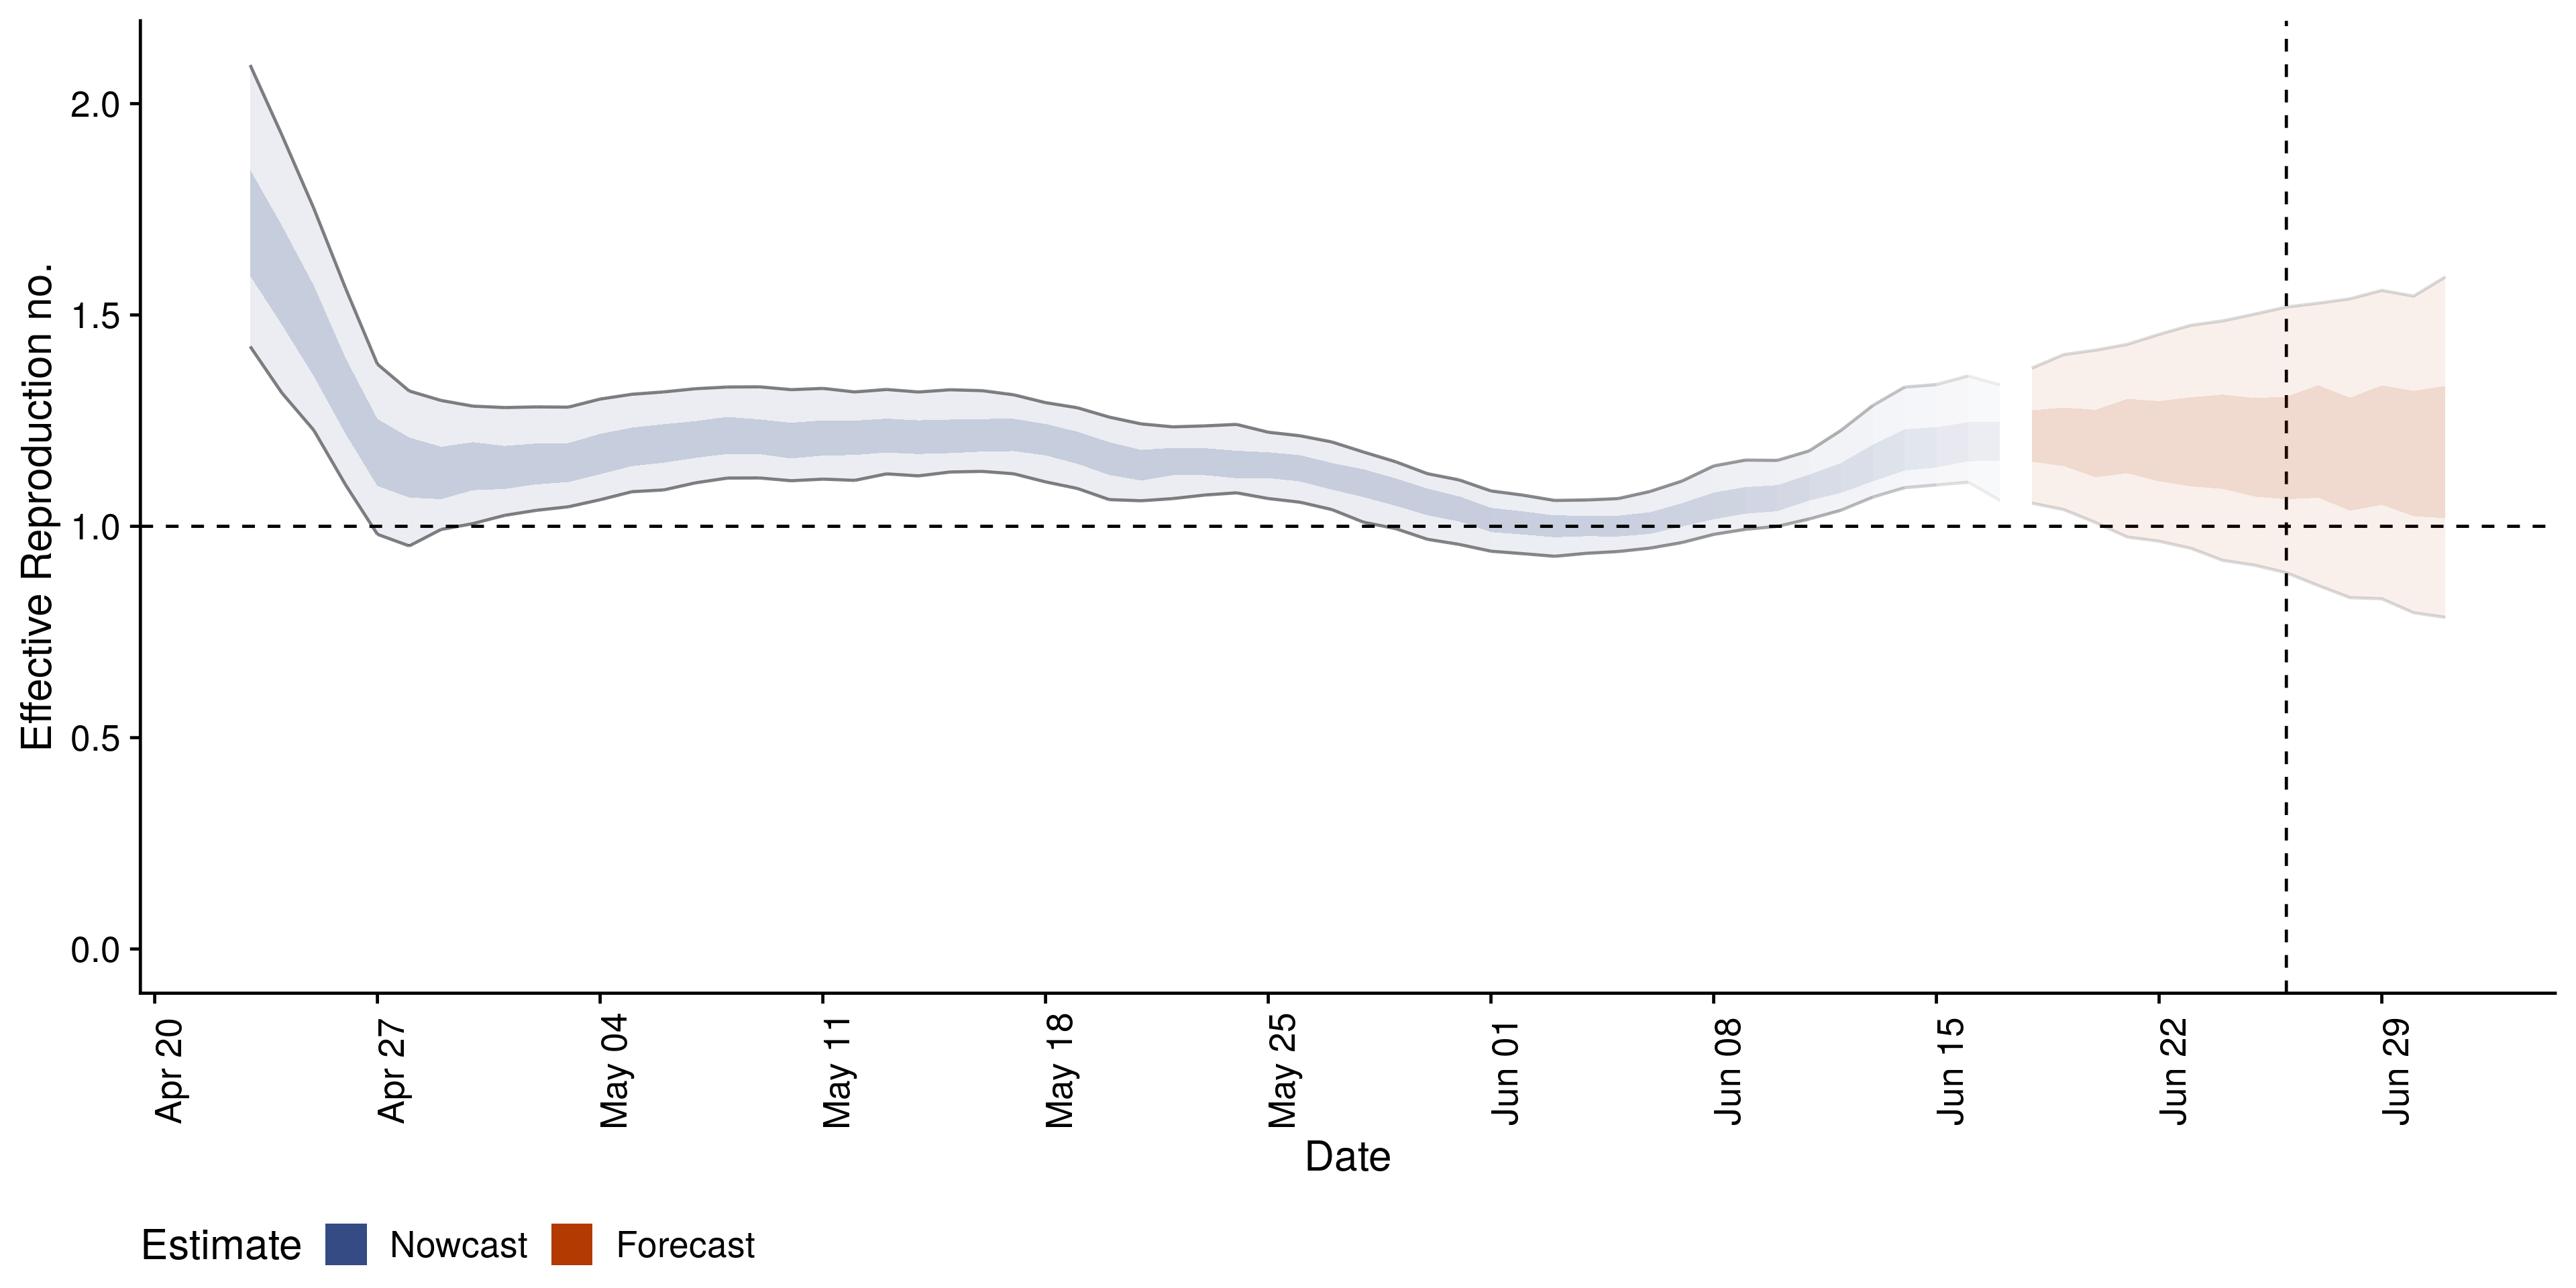 Effective Reproduction no.
2.0
1.5
1.0
0.5
0.0
Apr 20
Apr 27
May 04
May 11
May 18
May 25
Jun 01
Jun 08
Jun 15
Jun 22
Jun 29
Date
Estimate Nowcast Forecast